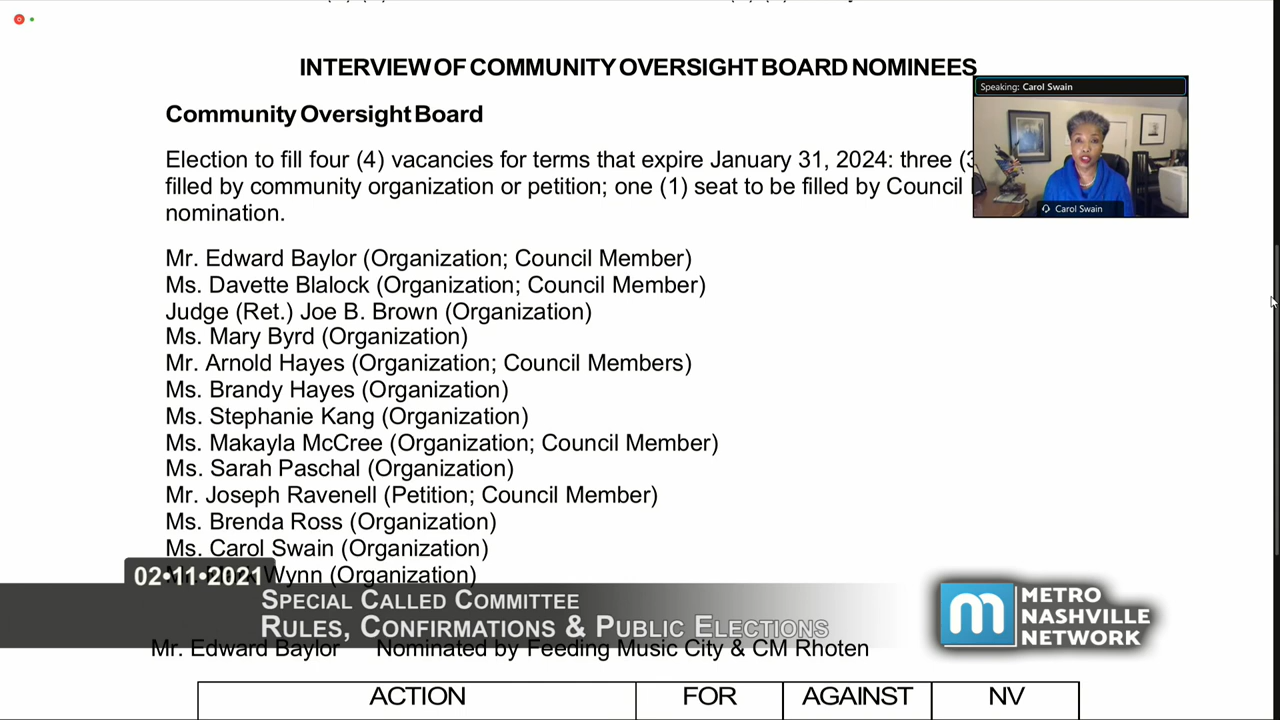 INTERVIEW OF COMMUNITY OVERSIGHT BOARD NOMINEES
Speaking: Carol Swain
Carol Swain
Community Oversight Board
Election to fill four (4) vacancies for terms that expire January 31, 2024: three (3
filled by community organization or petition; one (1) seat to be filled by Council
nomination.
Mr. Edward Baylor (Organization; Council Member)
Ms. Davette Blalock (Organization; Council Member)
Judge (Ret.) Joe B. Brown (Organization)
Ms. Mary Byrd (Organization)
Mr. Arnold Hayes (Organization; Council Members)
Ms. Brandy Hayes (Organization)
Ms. Stephanie Kang (Organization)
Ms. Makayla McCree (Organization; Council Member)
Ms. Sarah Paschal (Organization)
Mr. Joseph Ravenell (Petition; Council Member)
Ms. Brenda Ross (Organization)
Ms. Carol Swain (Organization)
Wynn (Organization)
02•11•2021
SPECIAL CALLED COMMITTEE
RULES, CONFIRMATIONS & PUBLIC ELECTIONS
m METRO
NASHVILLE
NETWORK
Mr. Edward Baylor Nominated by Feeding Music City & CM Rhoten
ACTION FOR AGAINST NV